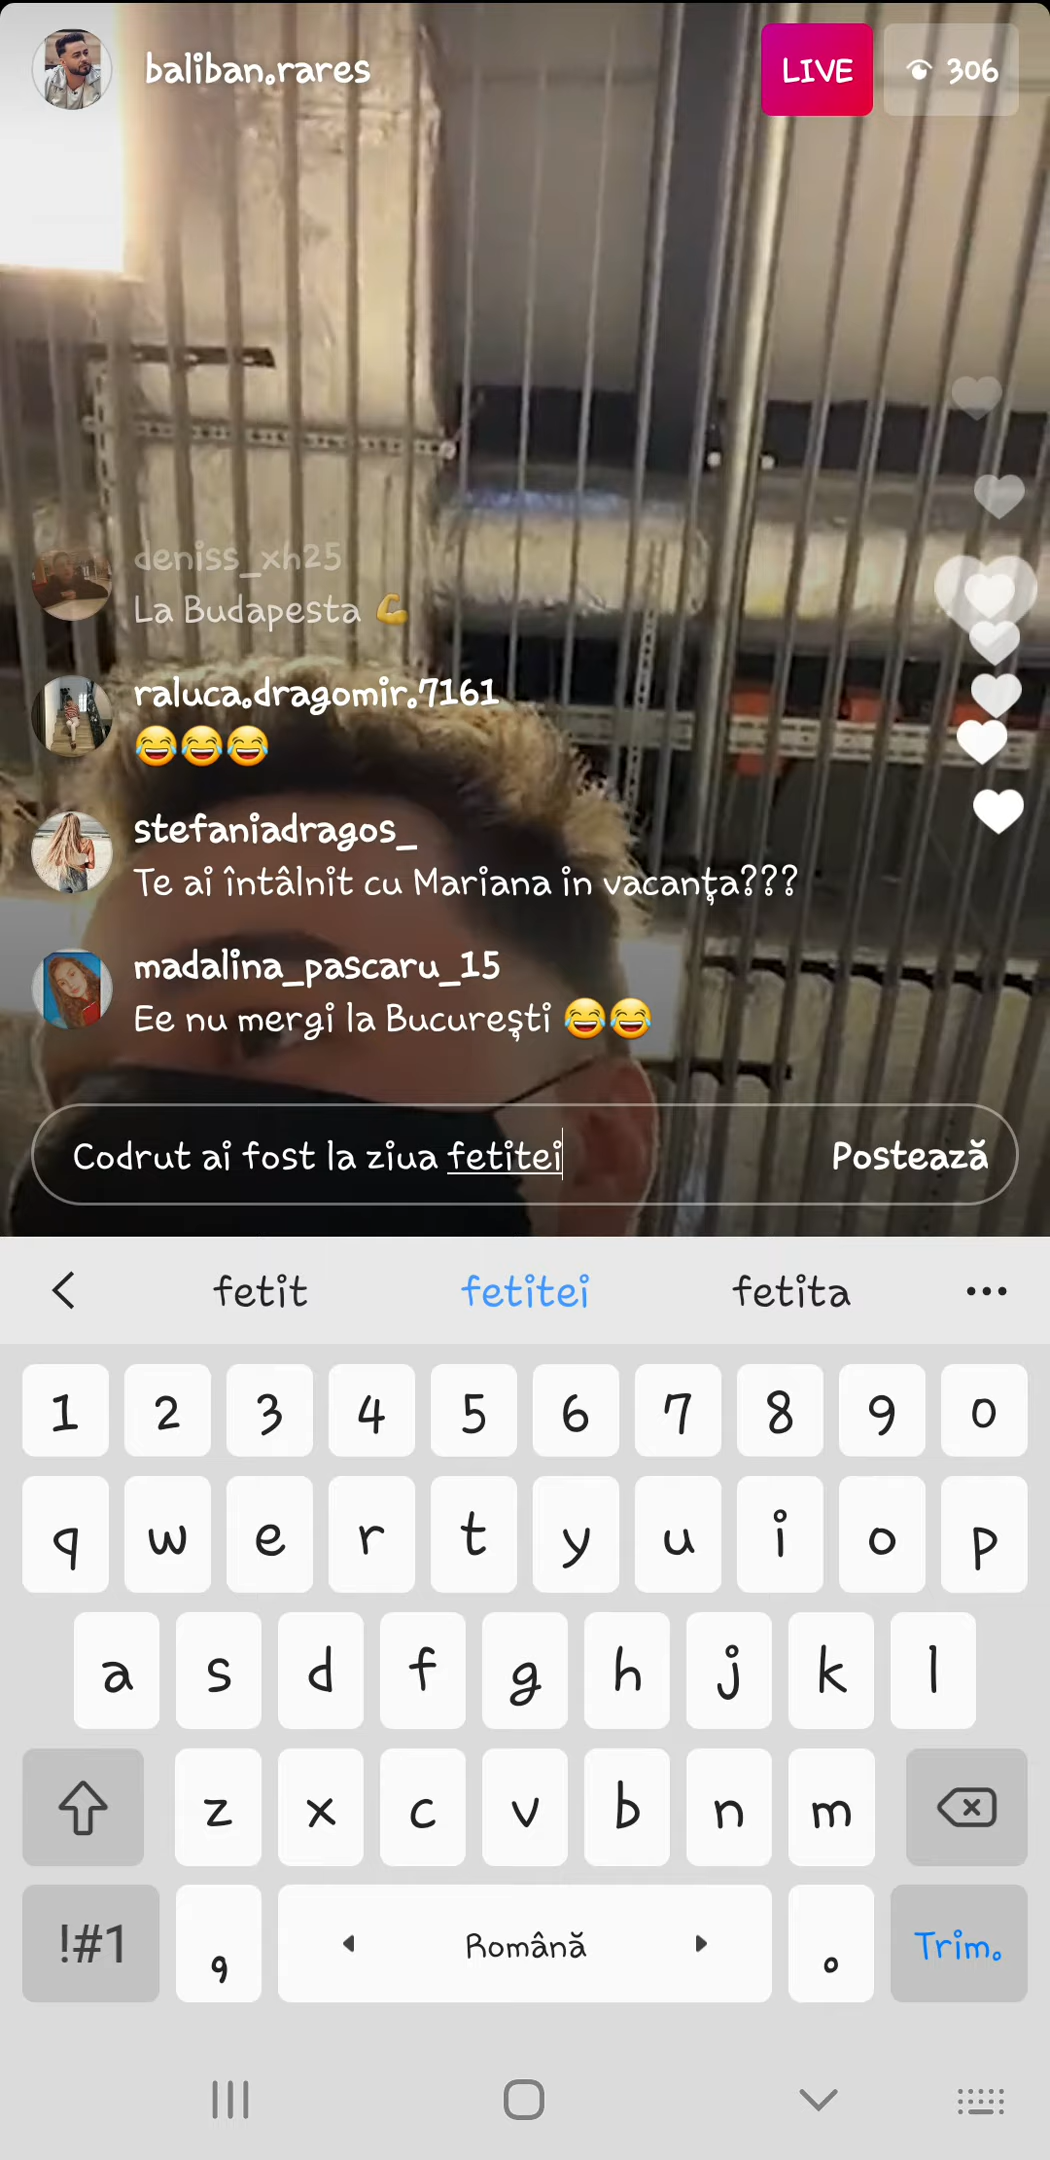 baliban.rares
LIVE
306
deniss_xh25
La Budapesta 💪
raluca.dragomir.7161
😂😂😂
stefaniadragos_
Te ai întâlnit cu Mariana in vacanța???
madalina_pascaru_15
Ee nu mergi la București 😂😂
Codrut ai fost la ziua fetitei
Postează
fetit fetitei fetita
1 2 3 4 5 6 7 8 9 0
q w e r t y u i o p
a s d f g h j k l
z x c v b n m
!#1 , Română . Trim.